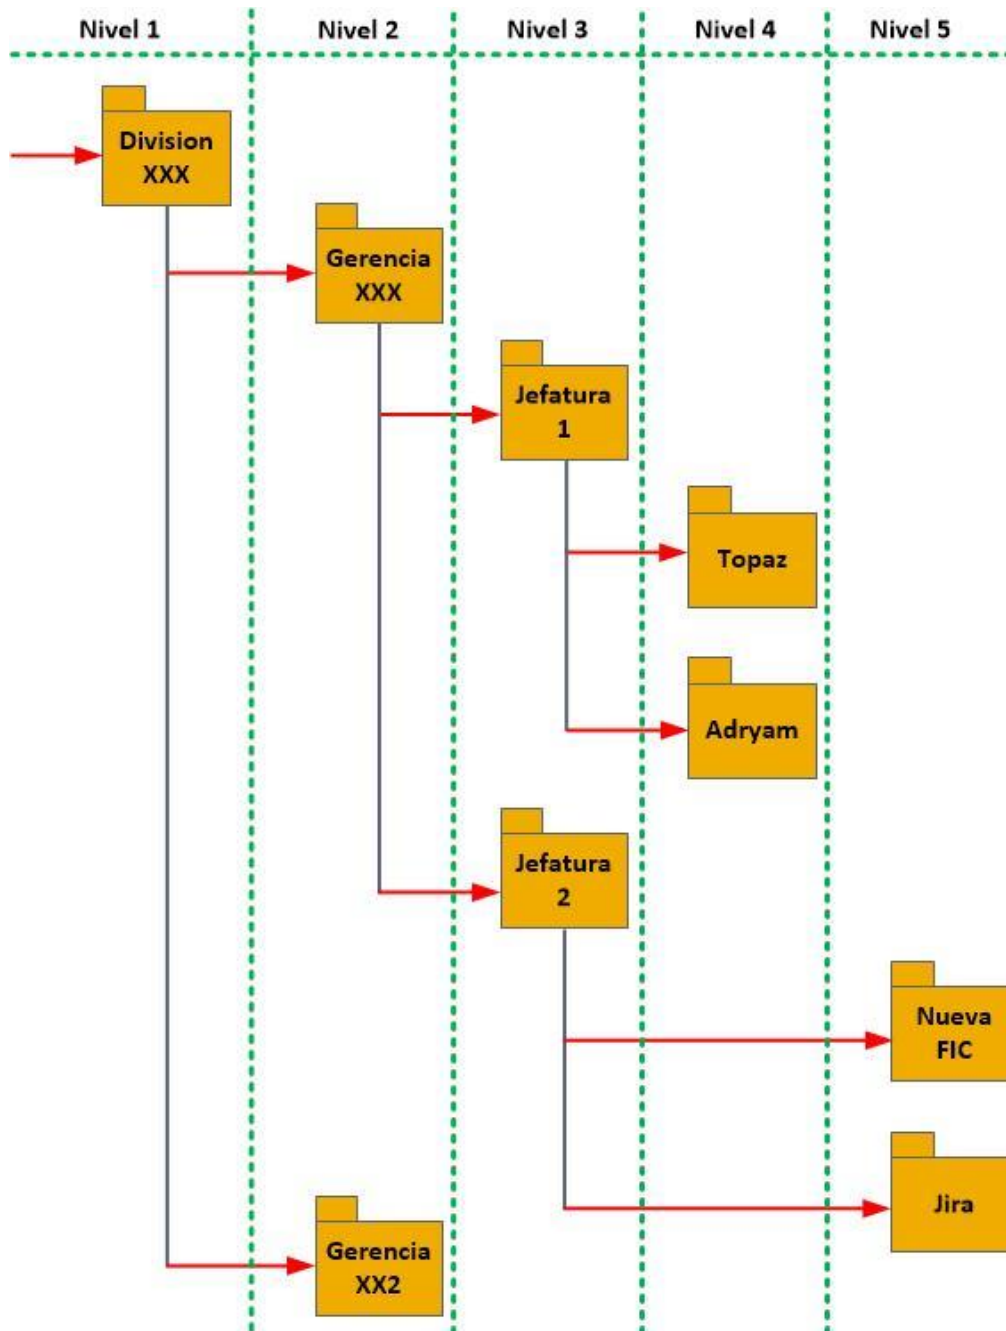 Nivel 1
Nivel 2
Nivel 3
Nivel 4
Nivel 5
Division
XXX
Gerencia
XXX
Jefatura
1
Topaz
Adryam
Jefatura
2
Nueva
FIC
Jira
Gerencia
XX2